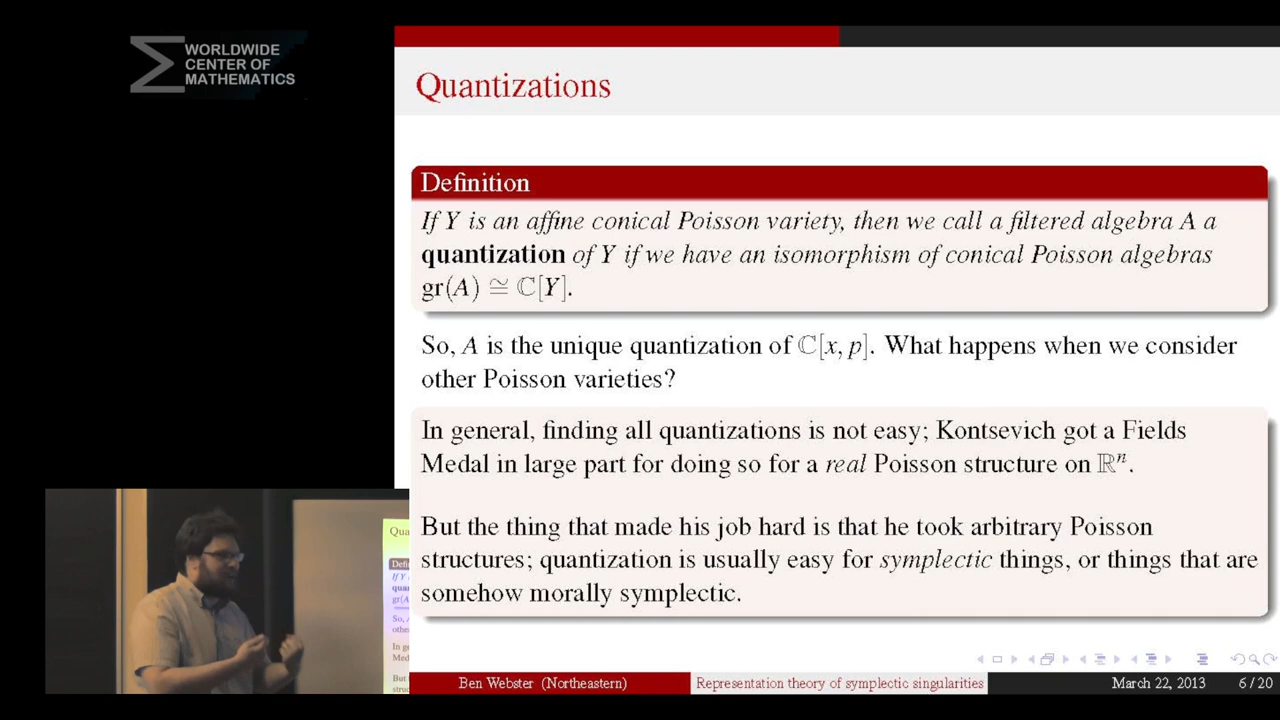 WORLDWIDE
CENTER OF
MATHEMATICS
Quantizations
Definition
If Y is an affine conical Poisson variety, then we call a filtered algebra A a
quantization of Y if we have an isomorphism of conical Poisson algebras
gr(A) ≅ ℂ[Y].
So, A is the unique quantization of ℂ[x, p]. What happens when we consider
other Poisson varieties?
In general, finding all quantizations is not easy; Kontsevich got a Fields
Medal in large part for doing so for a real Poisson structure on ℝⁿ.
But the thing that made his job hard is that he took arbitrary Poisson
structures; quantization is usually easy for symplectic things, or things that are
somehow morally symplectic.
Ben Webster (Northeastern)
Representation theory of symplectic singularities
March 22, 2013
6 / 20